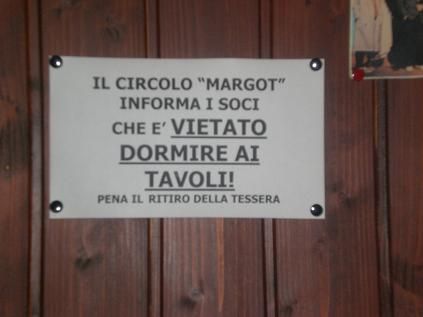 IL CIRCOLO “MARGOT”
INFORMA I SOCI
CHE E’ VIETATO
DORMIRE AI
TAVOLI!
PENA IL RITIRO DELLA TESSERA